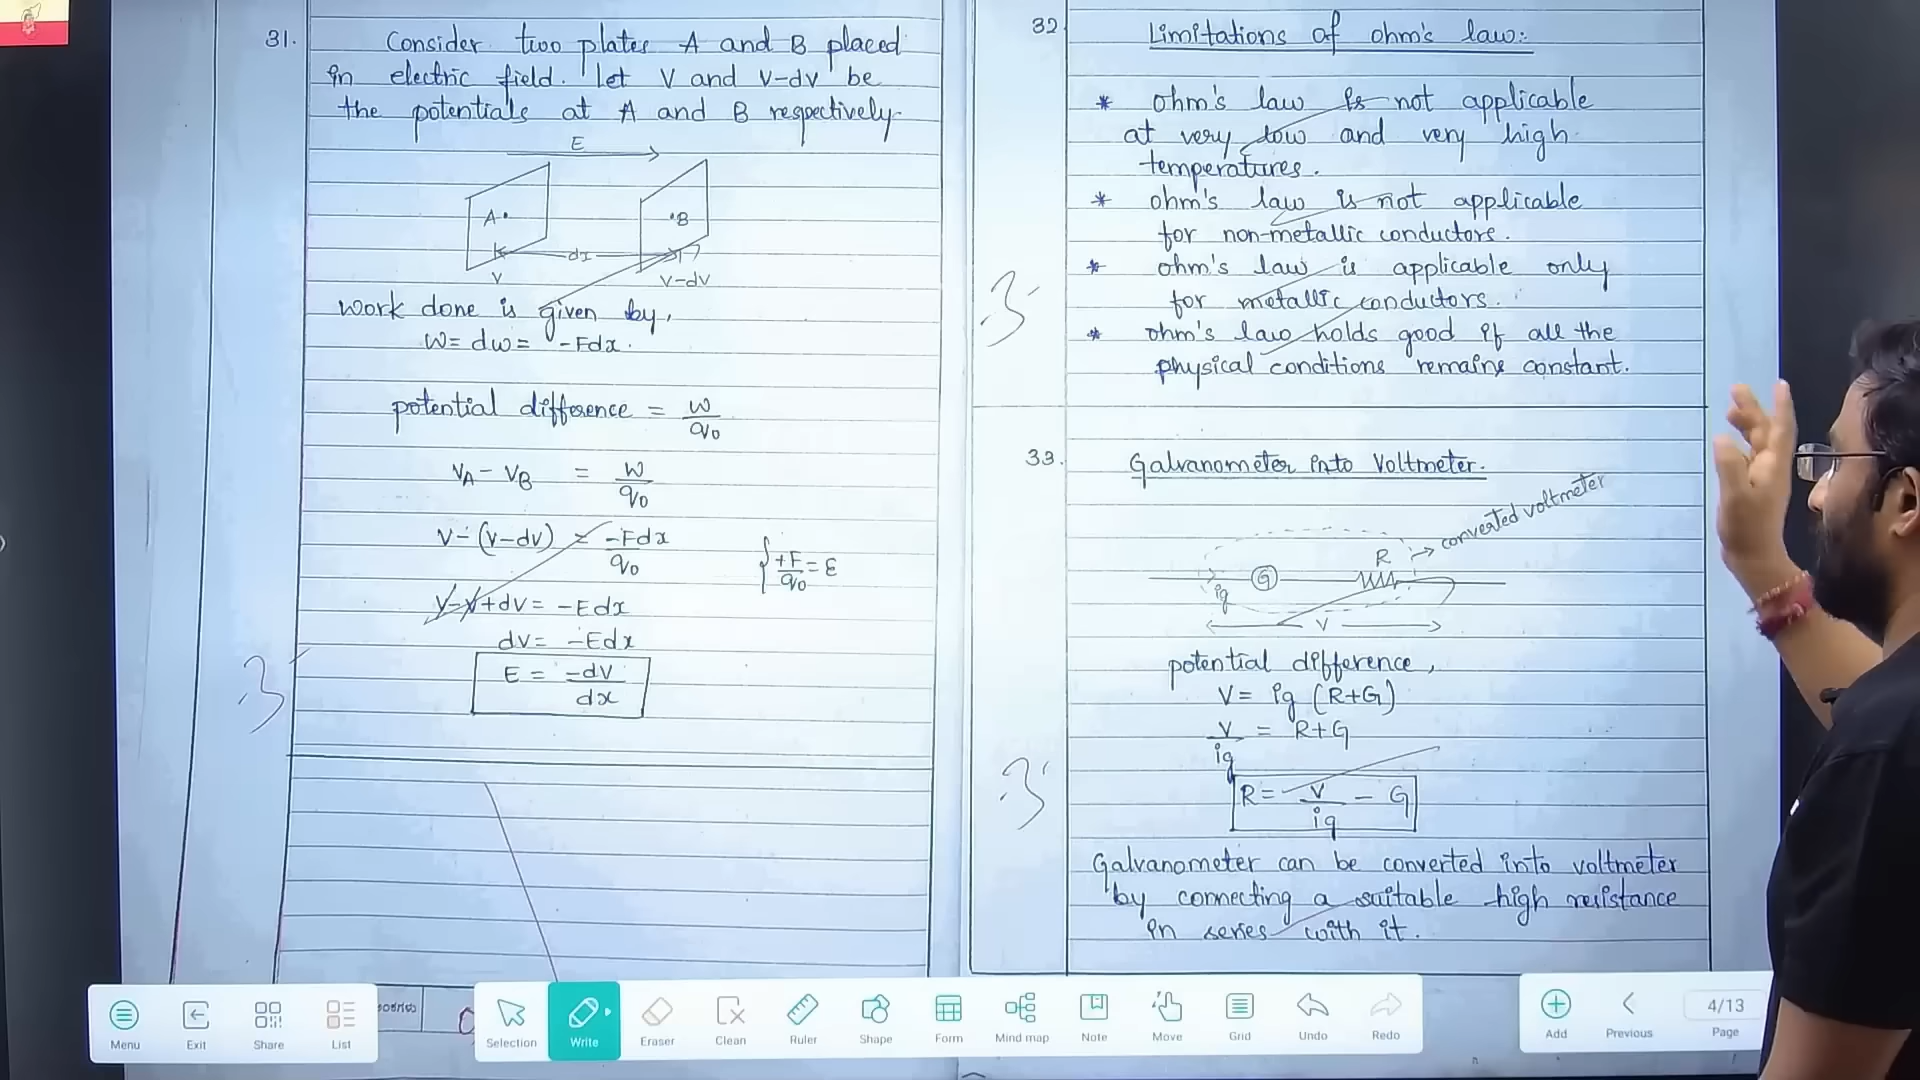 31.
Consider two plates A and B placed
in electric field. Let V and V-dv be
the potentials at A and B respectively.
E
A
B
dx
V
V-dV
Work done is given by,
W= dw= -Fdx.
potential difference = W/q₀
VA - VB = W/q₀
V-(V-dv) = -Fdx/q₀
{+F/q₀ = E
V-V+dv= -Edx
dv= -Edx
E = -dv/dx
3
32.
Limitations of ohm's law:
* ohm's law is not applicable
at very low and very high
temperatures.
* ohm's law is not applicable
for non-metallic conductors.
* ohm's law is applicable only
for metallic conductors.
* ohm's law holds good if all the
physical conditions remains constant.
3
33.
Galvanometer into Voltmeter.
→ converted voltmeter
R
G
ig
V
potential difference,
V= ig (R+G)
V/ig = R+G
R= V/ig - G
3
Galvanometer can be converted into voltmeter
by connecting a suitable high resistance
in series with it.
Menu
Exit
Share
List
Selection
Write
Eraser
Clean
Ruler
Shape
Form
Mind map
Note
Move
Grid
Undo
Redo
Add
Previous
4/13
Page